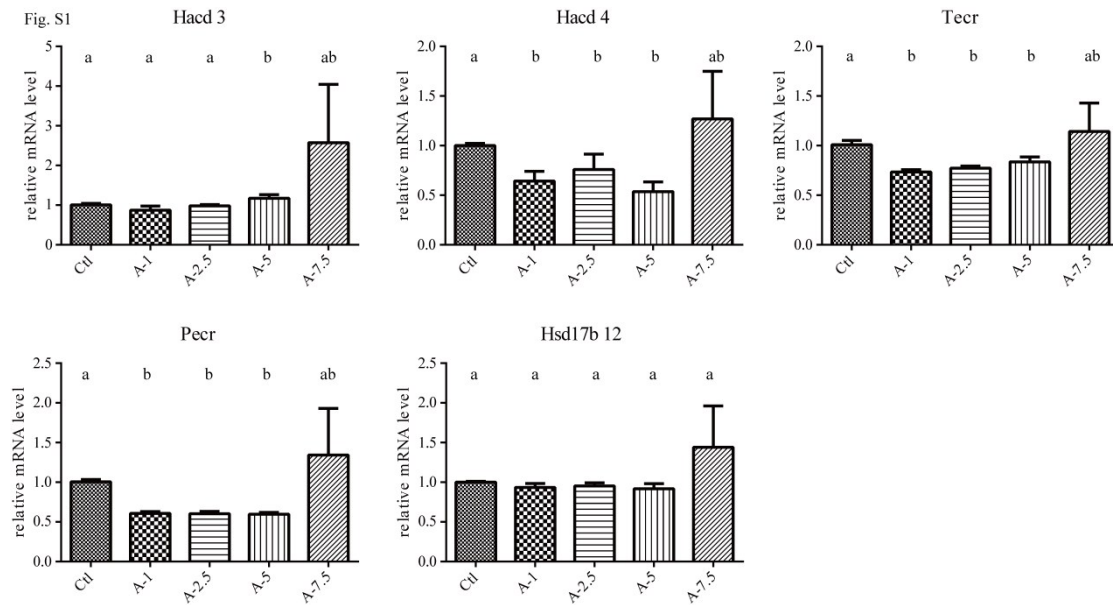 Fig. S1
Hacd 3
relative mRNA level
5
4
3
2
1
0
a a a b ab
Ctl A-1 A-2.5 A-5 A-7.5
Hacd 4
relative mRNA level
2.0
1.5
1.0
0.5
0.0
a b b b ab
Ctl A-1 A-2.5 A-5 A-7.5
Tecr
relative mRNA level
2.0
1.5
1.0
0.5
0.0
a b b b ab
Ctl A-1 A-2.5 A-5 A-7.5
Pecr
relative mRNA level
2.5
2.0
1.5
1.0
0.5
0.0
a b b b ab
Ctl A-1 A-2.5 A-5 A-7.5
Hsd17b 12
relative mRNA level
2.5
2.0
1.5
1.0
0.5
0.0
a a a a a
Ctl A-1 A-2.5 A-5 A-7.5